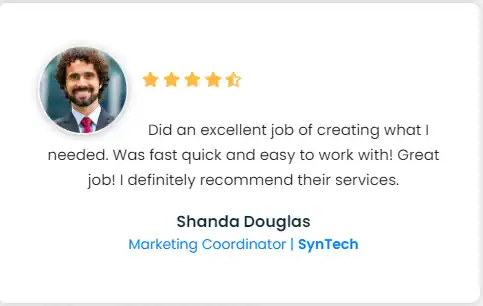 Did an excellent job of creating what I
needed. Was fast quick and easy to work with! Great
job! I definitely recommend their services.
Shanda Douglas
Marketing Coordinator | SynTech